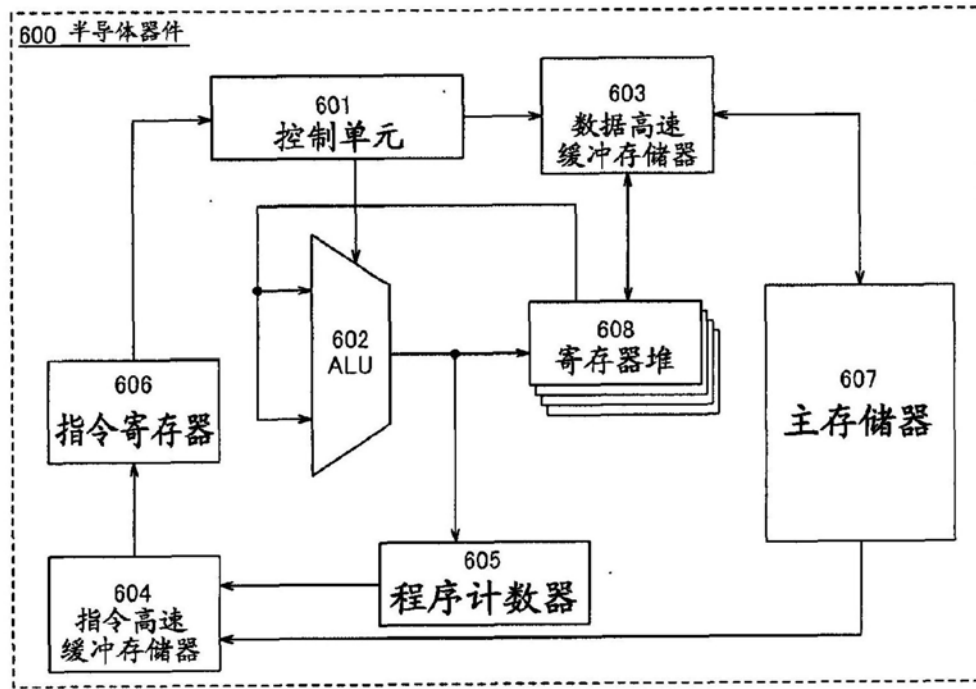 600 半导体器件
601
控制单元
603
数据高速
缓冲存储器
602
ALU
608
寄存器堆
607
主存储器
606
指令寄存器
605
程序计数器
604
指令高速
缓冲存储器